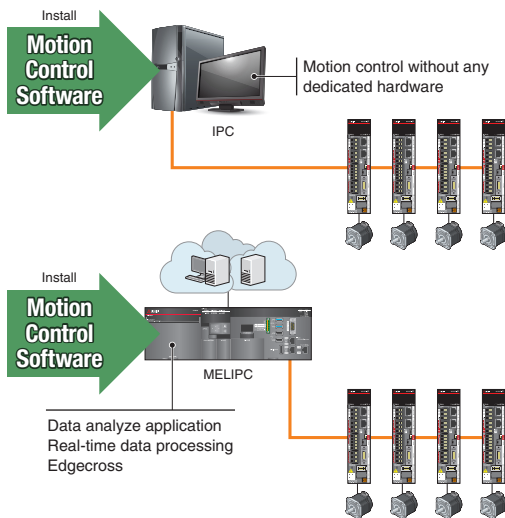 Install
Motion
Control
Software
Motion control without any
dedicated hardware
IPC
Install
Motion
Control
Software
MELIPC
Data analyze application
Real-time data processing
Edgecross